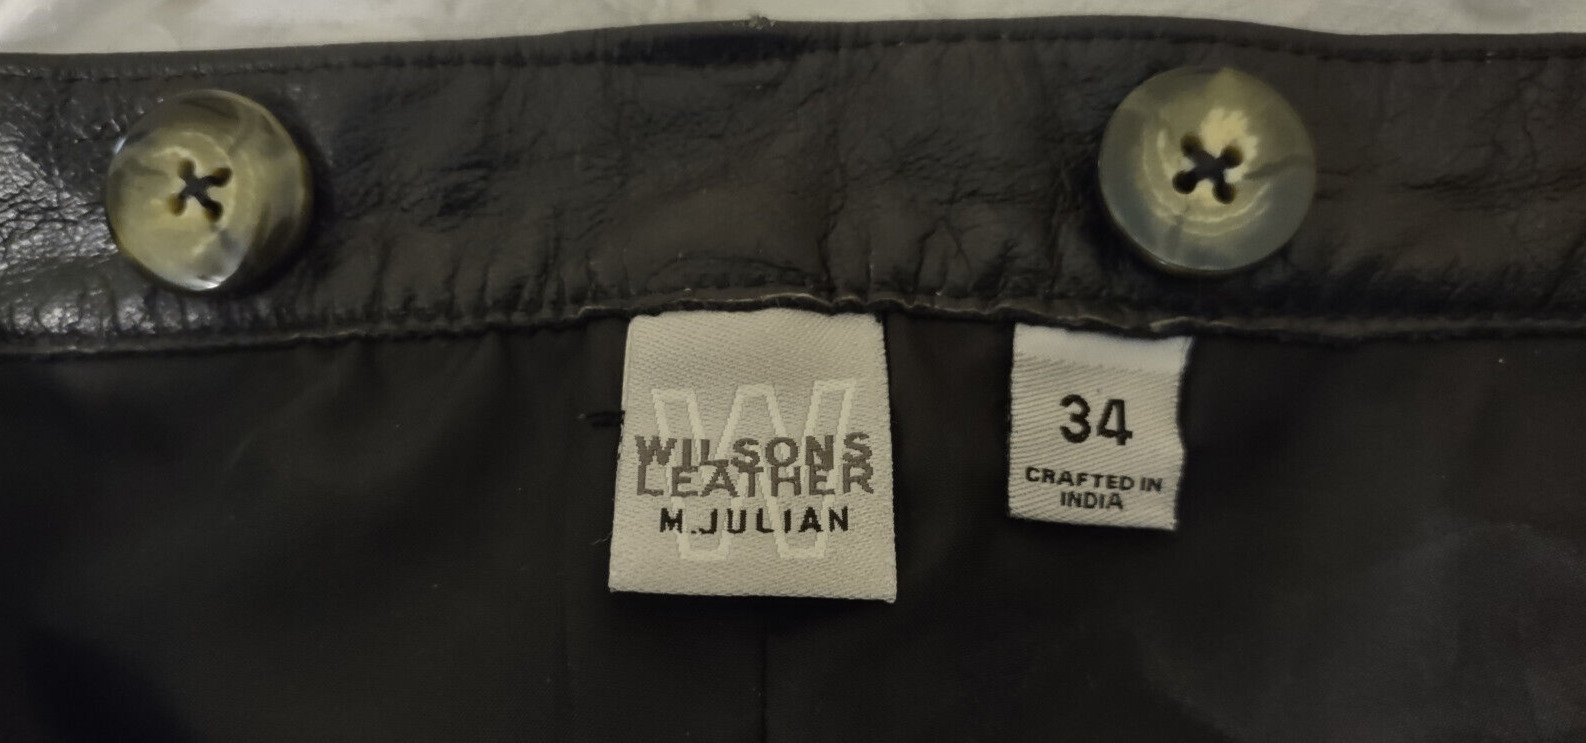 W
WILSONS
LEATHER
M.JULIAN
34
CRAFTED IN
INDIA